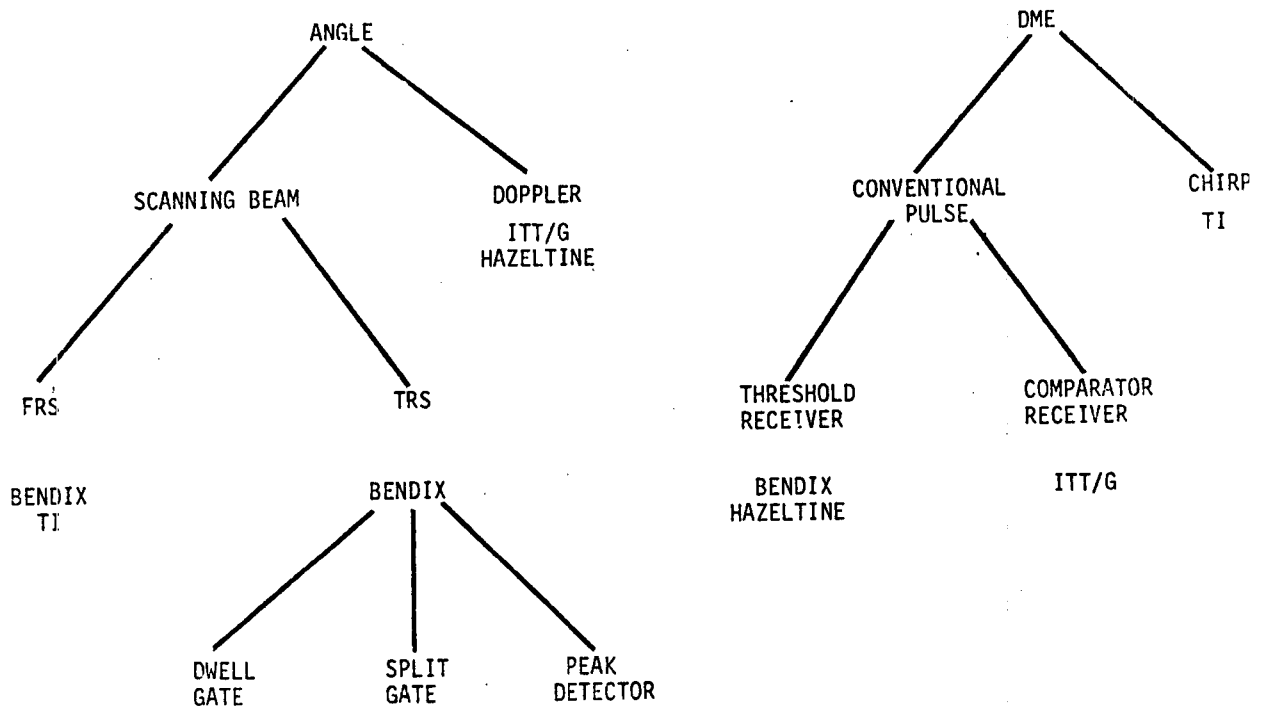 ANGLE
SCANNING BEAM
DOPPLER
ITT/G
HAZELTINE
FRS
TRS
BENDIX
TI
BENDIX
DWELL
GATE
SPLIT
GATE
PEAK
DETECTOR
DME
CONVENTIONAL
PULSE
CHIRP
TI
THRESHOLD
RECEIVER
COMPARATOR
RECEIVER
BENDIX
HAZELTINE
ITT/G